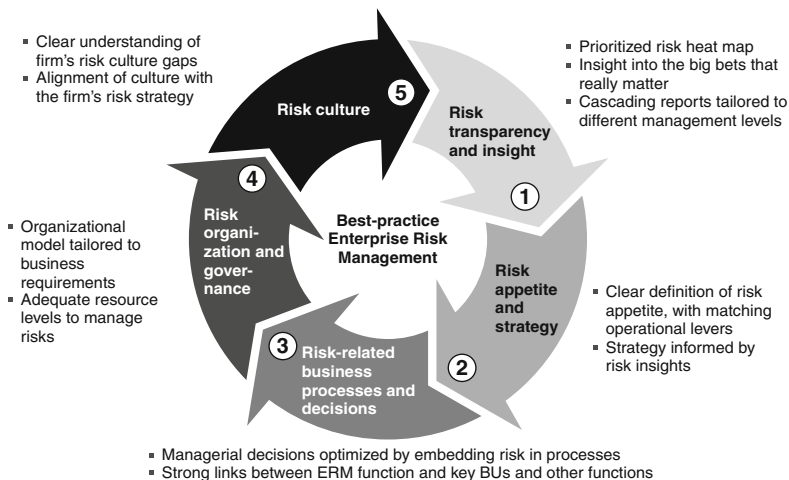 ▪ Clear understanding of
firm's risk culture gaps
▪ Alignment of culture with
the firm's risk strategy
▪ Prioritized risk heat map
▪ Insight into the big bets that
really matter
▪ Cascading reports tailored to
different management levels
Risk culture
5
Risk
transparency
and insight
1
4
Risk
organi-
zation and
gover-
nance
Best-practice
Enterprise Risk
Management
▪ Organizational
model tailored to
business
requirements
▪ Adequate resource
levels to manage
risks
Risk
appetite
and
strategy
2
▪ Clear definition of risk
appetite, with matching
operational levers
▪ Strategy informed by
risk insights
3
Risk-related
business
processes and
decisions
▪ Managerial decisions optimized by embedding risk in processes
▪ Strong links between ERM function and key BUs and other functions